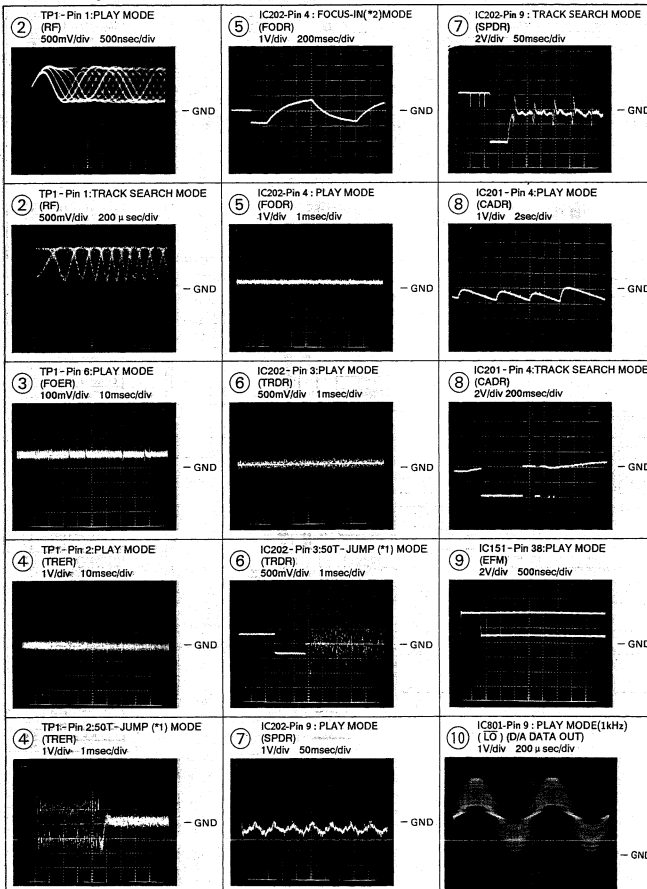 ② TP1-Pin 1:PLAY MODE
(RF)
500mV/div 500nsec/div
- GND
⑤ IC202-Pin 4 : FOCUS-IN(*2)MODE
(FODR)
1V/div 200msec/div
- GND
⑦ IC202-Pin 9 : TRACK SEARCH MODE
(SPDR)
2V/div 50msec/div
- GND
② TP1-Pin 1:TRACK SEARCH MODE
(RF)
500mV/div 200 μ sec/div
- GND
⑤ IC202-Pin 4 : PLAY MODE
(FODR)
1V/div 1msec/div
- GND
⑧ IC201-Pin 4:PLAY MODE
(CADR)
1V/div 2sec/div
- GND
③ TP1-Pin 6:PLAY MODE
(FOER)
100mV/div 10msec/div
- GND
⑥ IC202-Pin 3:PLAY MODE
(TRDR)
500mV/div 1msec/div
- GND
⑧ IC201-Pin 4:TRACK SEARCH MODE
(CADR)
2V/div 200msec/div
- GND
④ TP1-Pin 2:PLAY MODE
(TRER)
1V/div 10msec/div
- GND
⑥ IC202-Pin 3:50T-JUMP (*1) MODE
(TRDR)
500mV/div 1msec/div
- GND
⑨ IC151-Pin 38:PLAY MODE
(EFM)
2V/div 500nsec/div
- GND
④ TP1-Pin 2:50T-JUMP (*1) MODE
(TRER)
1V/div 1msec/div
- GND
⑦ IC202-Pin 9 : PLAY MODE
(SPDR)
1V/div 50msec/div
- GND
⑩ IC801-Pin 9 : PLAY MODE(1kHz)
( LO ) (D/A DATA OUT)
1V/div 200 μ sec/div
- GND